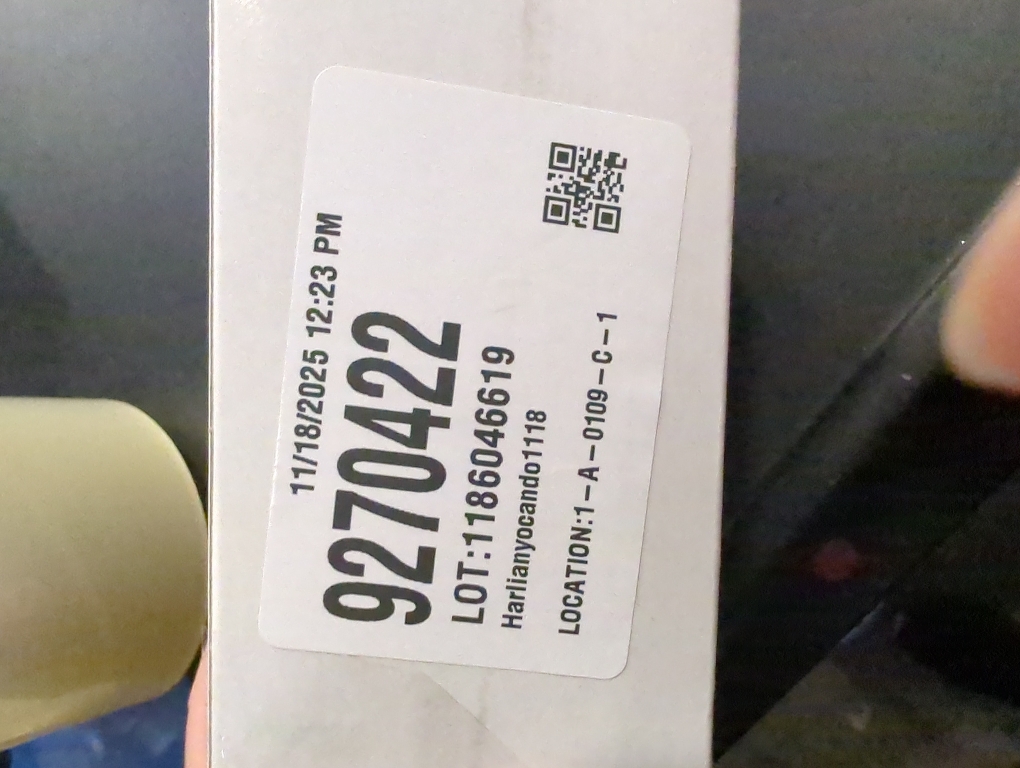 11/18/2025 12:23 PM
9270422
LOT:1186046619
Harlianyocando1118
LOCATION:1-A-0109-C-1